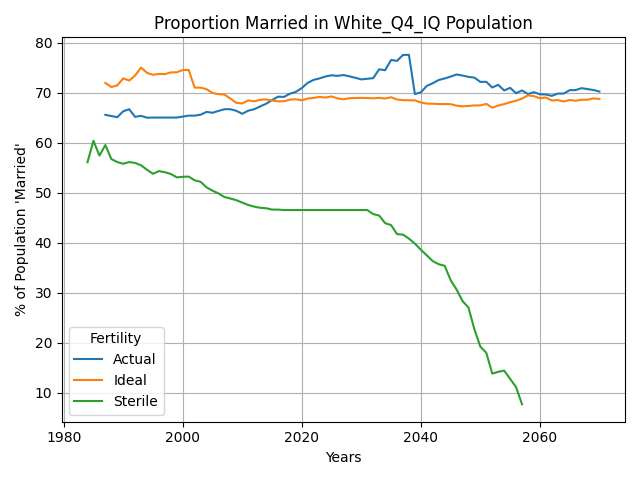 Proportion Married in White_Q4_IQ Population
% of Population 'Married'
80
70
60
50
40
30
20
10
Fertility
Actual
Ideal
Sterile
1980
2000
2020
2040
2060
Years